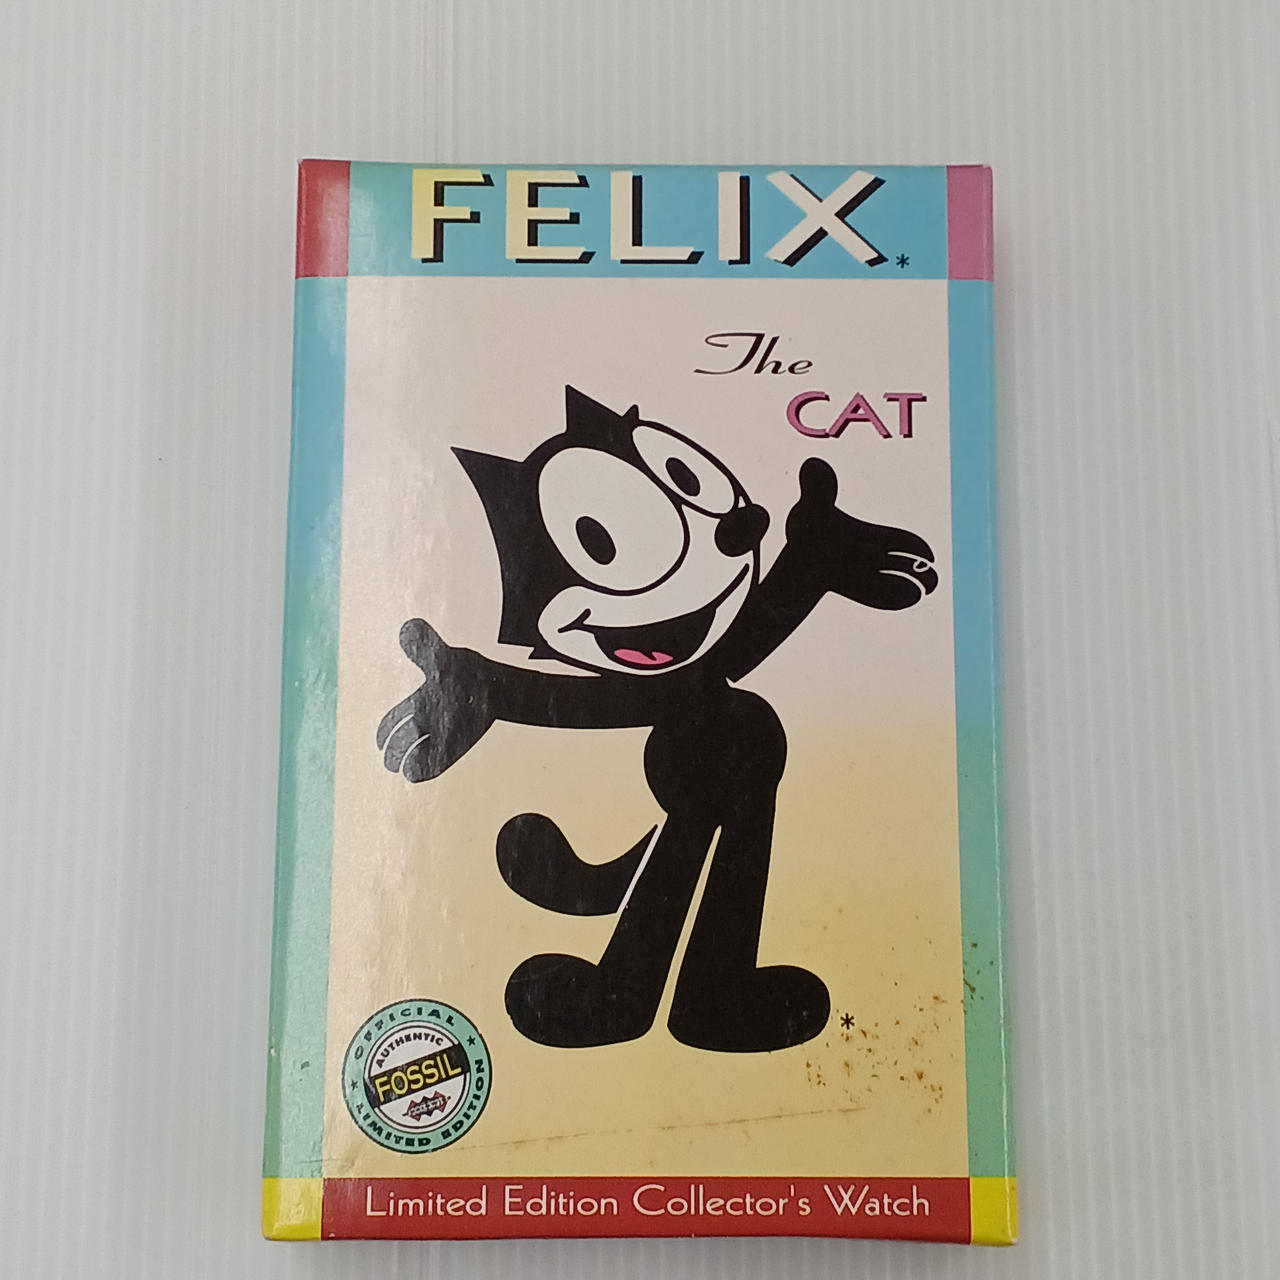 FELIX*
The
CAT
*
OFFICIAL
AUTHENTIC
FOSSIL
* LIMITED EDITION *
Limited Edition Collector's Watch